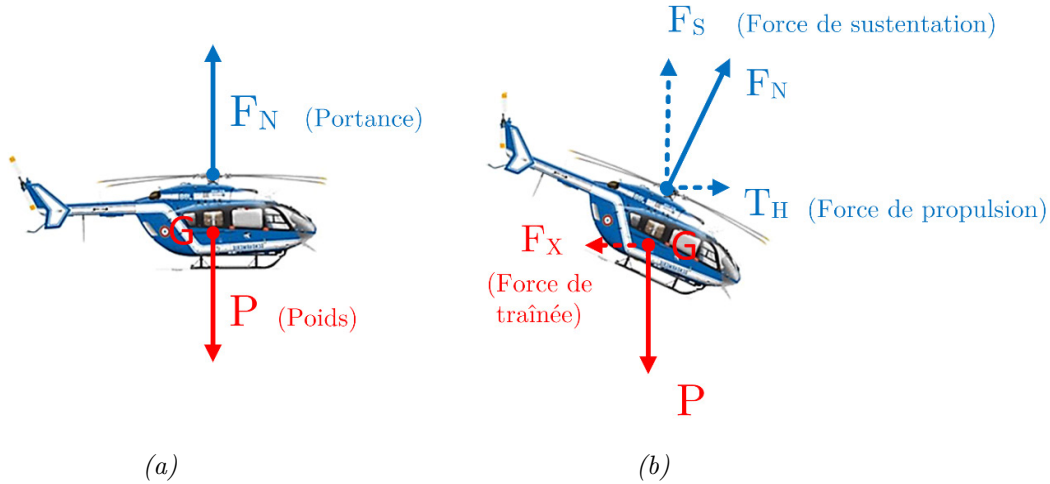 F_N (Portance)
G
P (Poids)
(a)
F_S (Force de sustentation)
F_N
T_H (Force de propulsion)
F_X
G
(Force de
traînée)
P
(b)